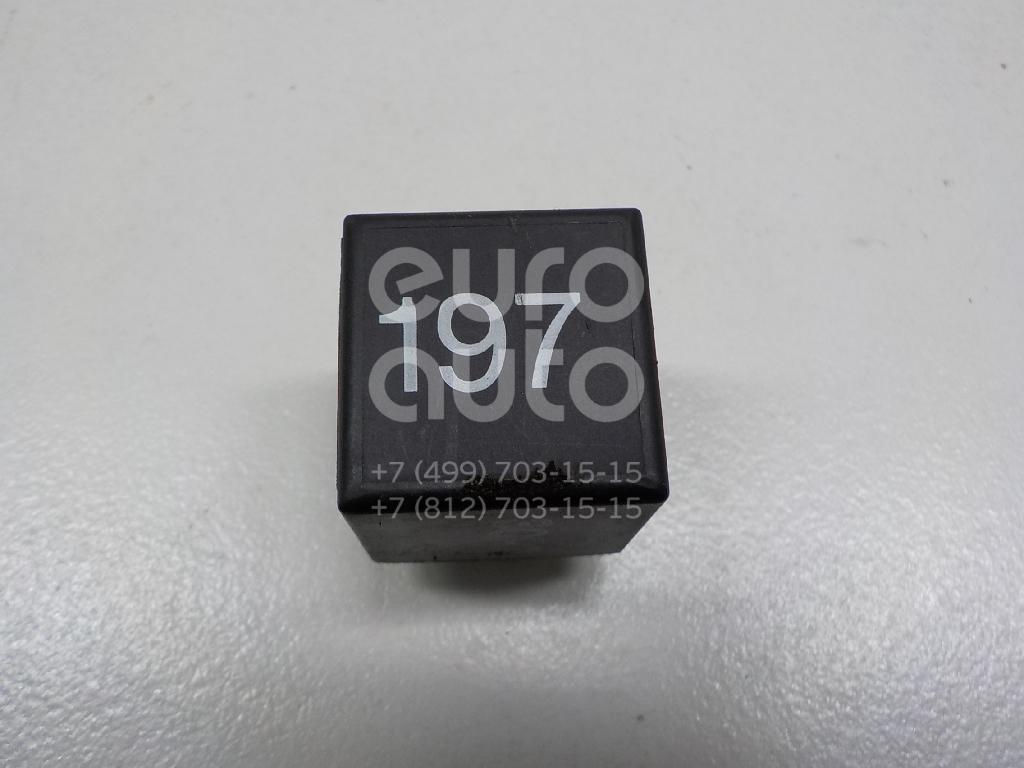 euro
197
auto
+7 (499) 703-15-15
+7 (812) 703-15-15